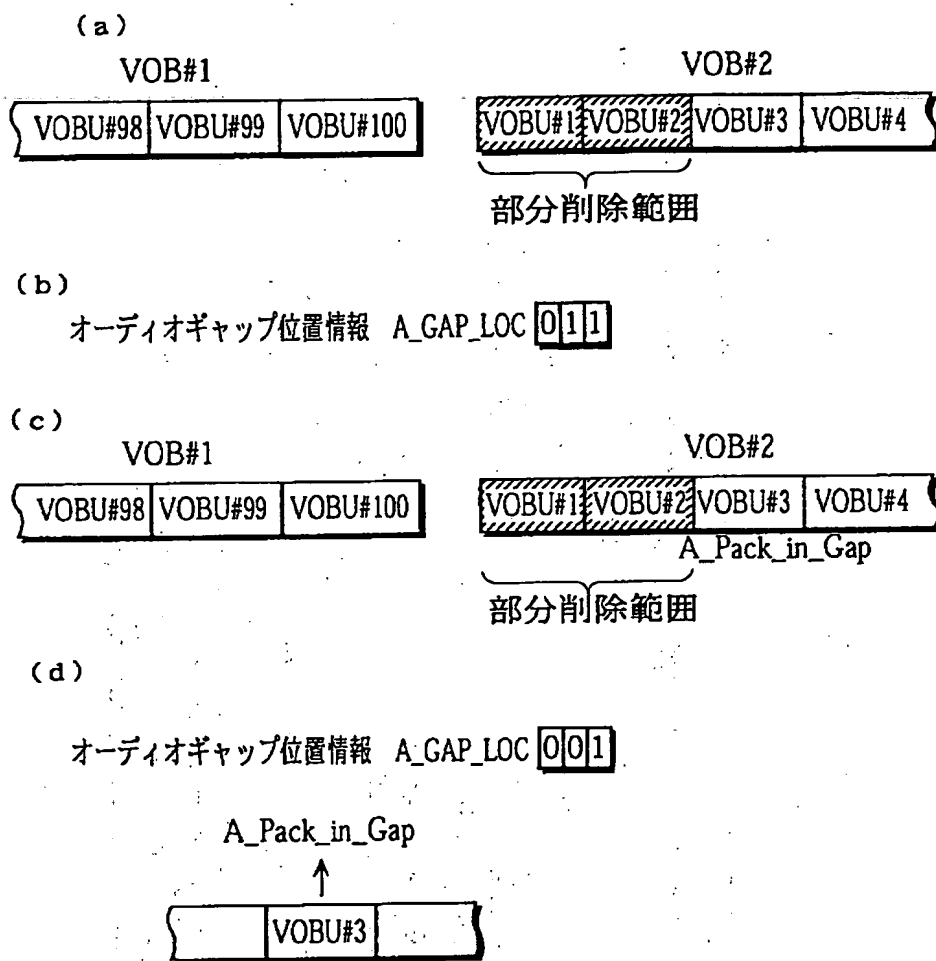 (a)
VOB#1 VOB#2
VOBU#98 VOBU#99 VOBU#100 VOBU#1 VOBU#2 VOBU#3 VOBU#4
部分削除範囲
(b)
オーディオギャップ位置情報 A_GAP_LOC 0 1 1
(c)
VOB#1 VOB#2
VOBU#98 VOBU#99 VOBU#100 VOBU#1 VOBU#2 VOBU#3 VOBU#4
A_Pack_in_Gap
部分削除範囲
(d)
オーディオギャップ位置情報 A_GAP_LOC 0 0 1
A_Pack_in_Gap
VOBU#3